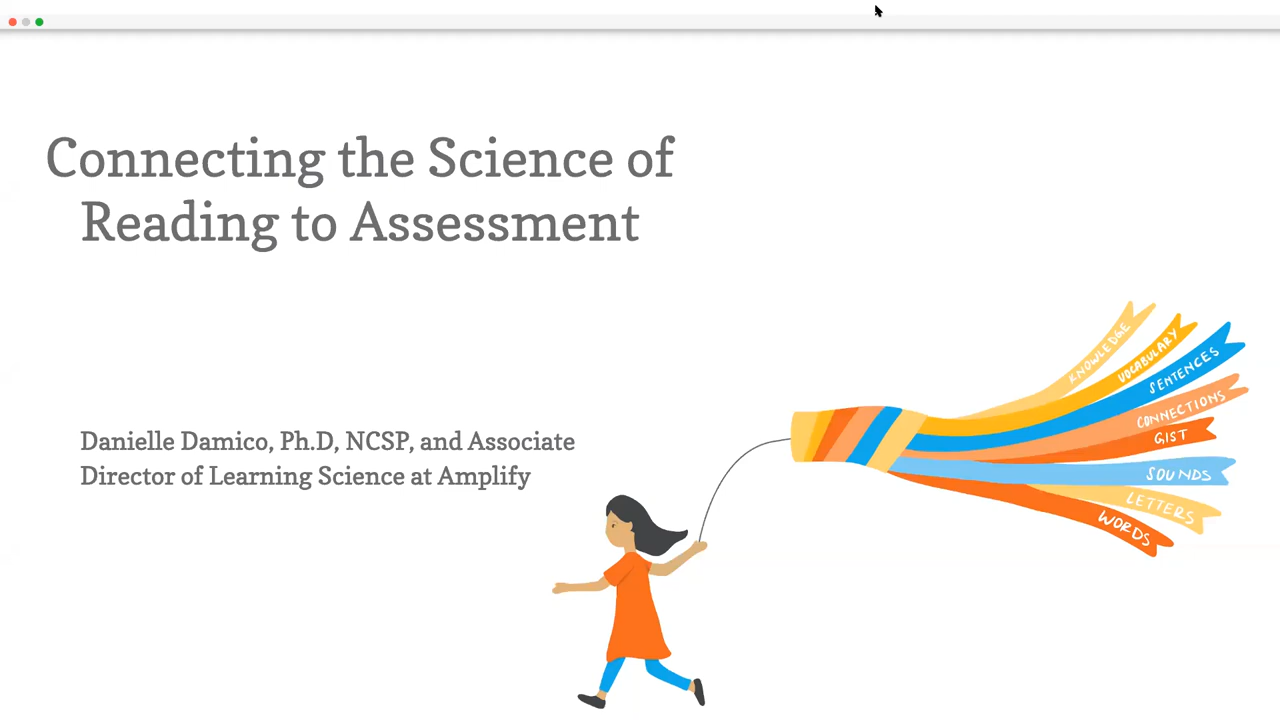 Connecting the Science of
Reading to Assessment
Danielle Damico, Ph.D, NCSP, and Associate
Director of Learning Science at Amplify
KNOWLEDGE
VOCABULARY
SENTENCES
CONNECTIONS
GIST
SOUNDS
LETTERS
WORDS